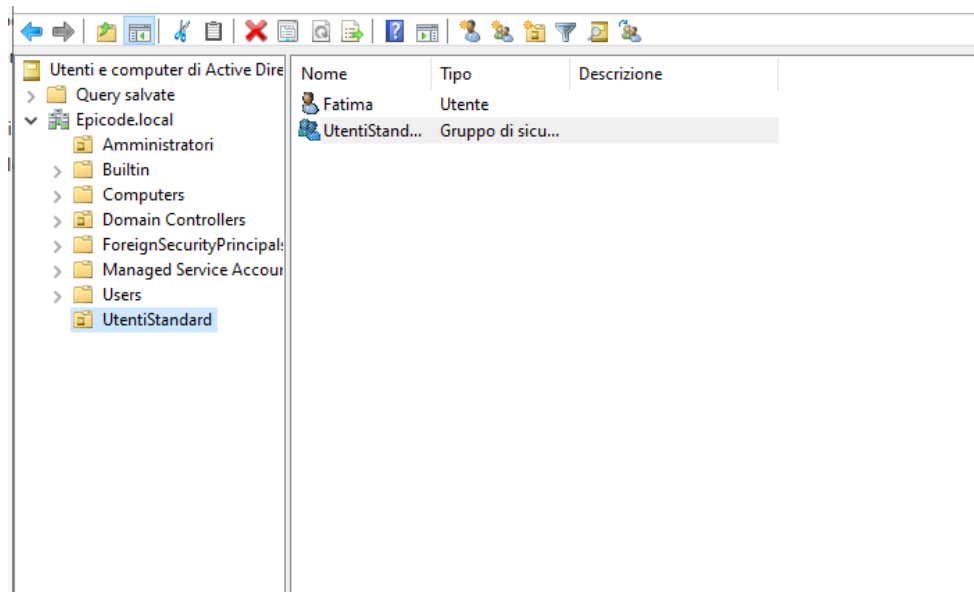 Utenti e computer di Active Dire
Query salvate
Epicode.local
Amministratori
Builtin
Computers
Domain Controllers
ForeignSecurityPrincipals
Managed Service Accour
Users
UtentiStandard
Nome Tipo Descrizione
Fatima Utente
UtentiStand... Gruppo di sicu...